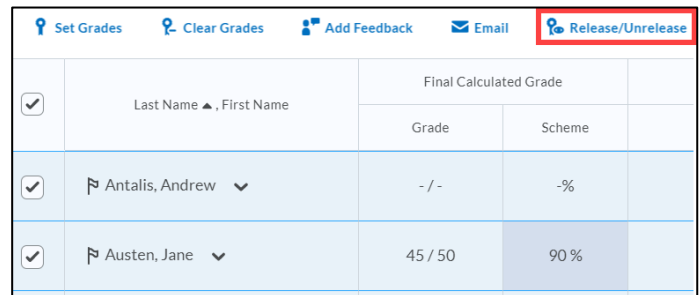 Set Grades Clear Grades Add Feedback Email Release/Unrelease
Final Calculated Grade
Last Name ▲ , First Name
Grade Scheme
Antalis, Andrew - / - -%
Austen, Jane 45 / 50 90 %